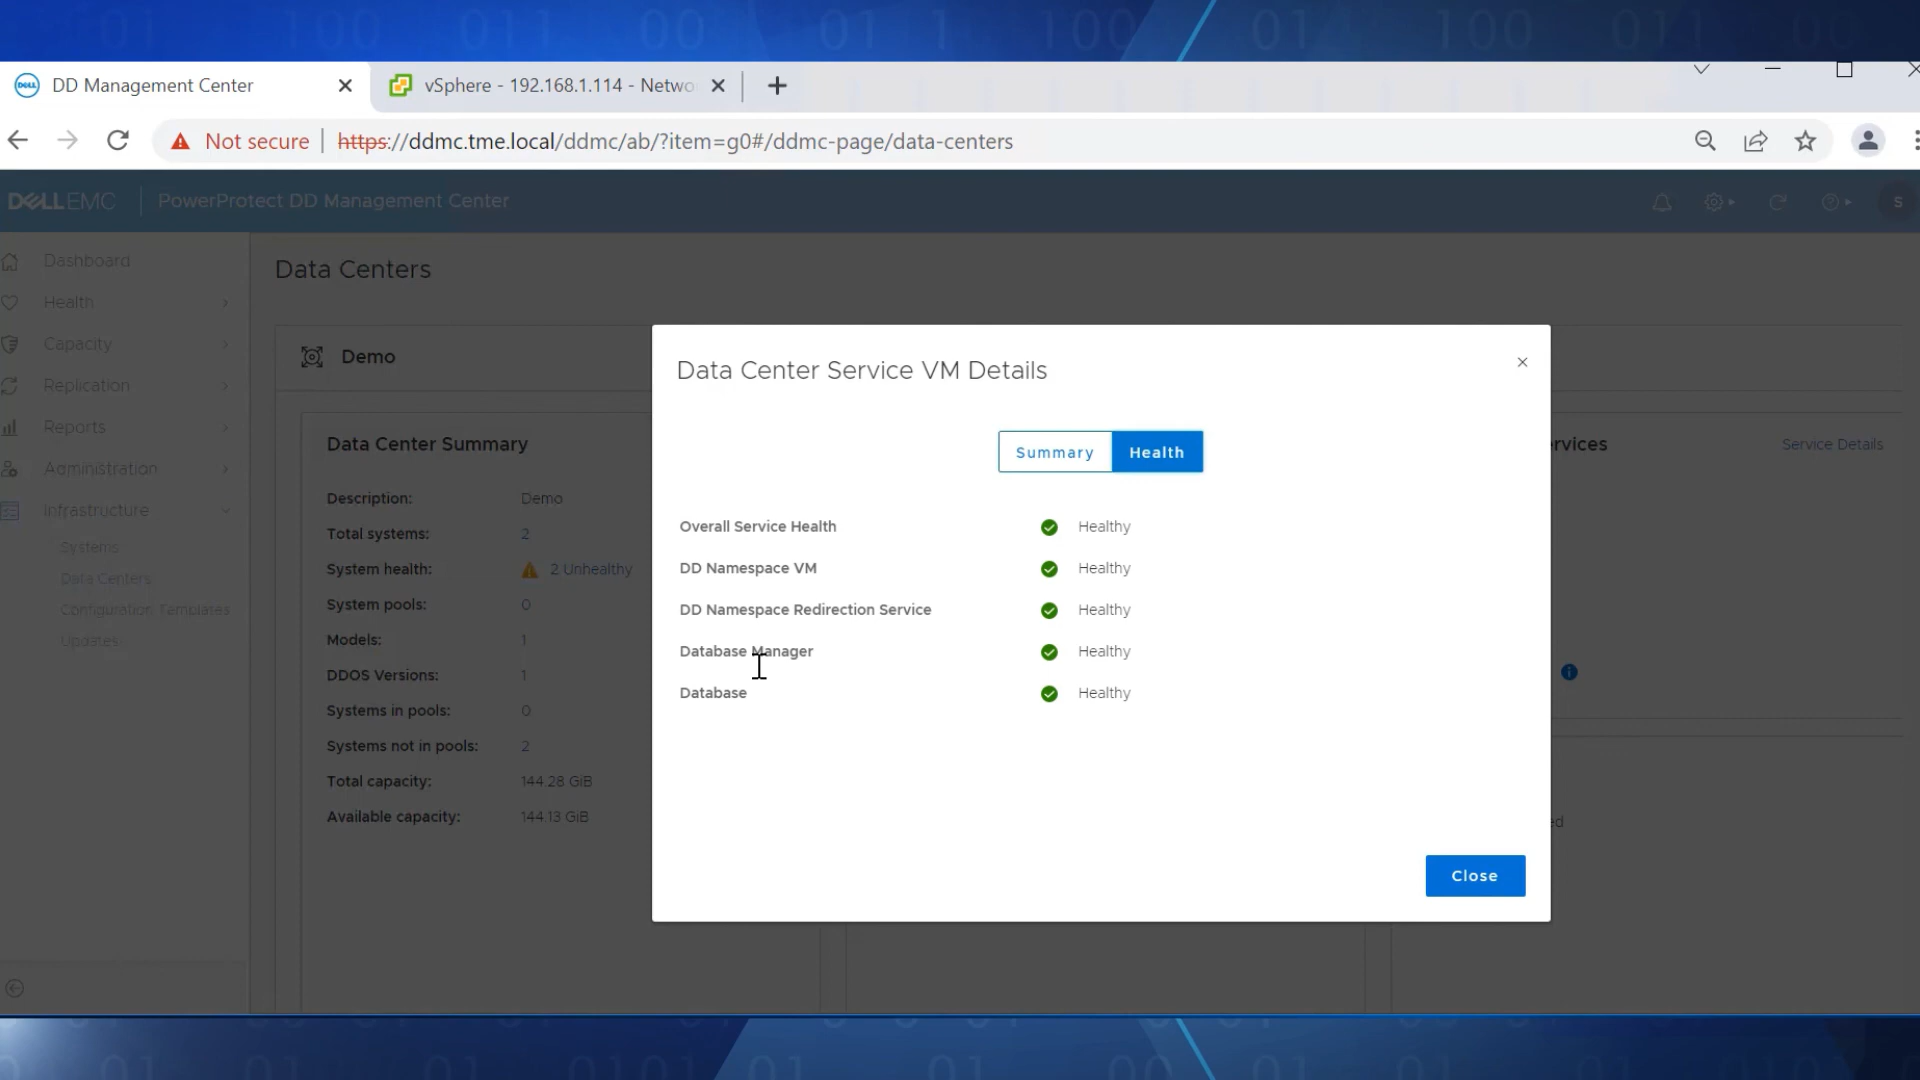 DD Management Center
vSphere - 192.168.1.114 - Netwo
Not secure
https://ddmc.tme.local/ddmc/ab/?item=g0#/ddmc-page/data-centers
DELLEMC
PowerProtect DD Management Center
S
Dashboard
Health
Capacity
Replication
Reports
Administration
Infrastructure
Systems
Data Centers
Configuration Templates
Updates
Data Centers
Demo
Data Center Summary
Description: Demo
Total systems: 2
System health: 2 Unhealthy
System pools: 0
Models: 1
DDOS Versions: 1
Systems in pools: 0
Systems not in pools: 2
Total capacity: 144.28 GiB
Available capacity: 144.13 GiB
Data Center Service VM Details
Summary
Health
Overall Service Health Healthy
DD Namespace VM Healthy
DD Namespace Redirection Service Healthy
Database Manager Healthy
Database Healthy
Close
rvices
Service Details
ed